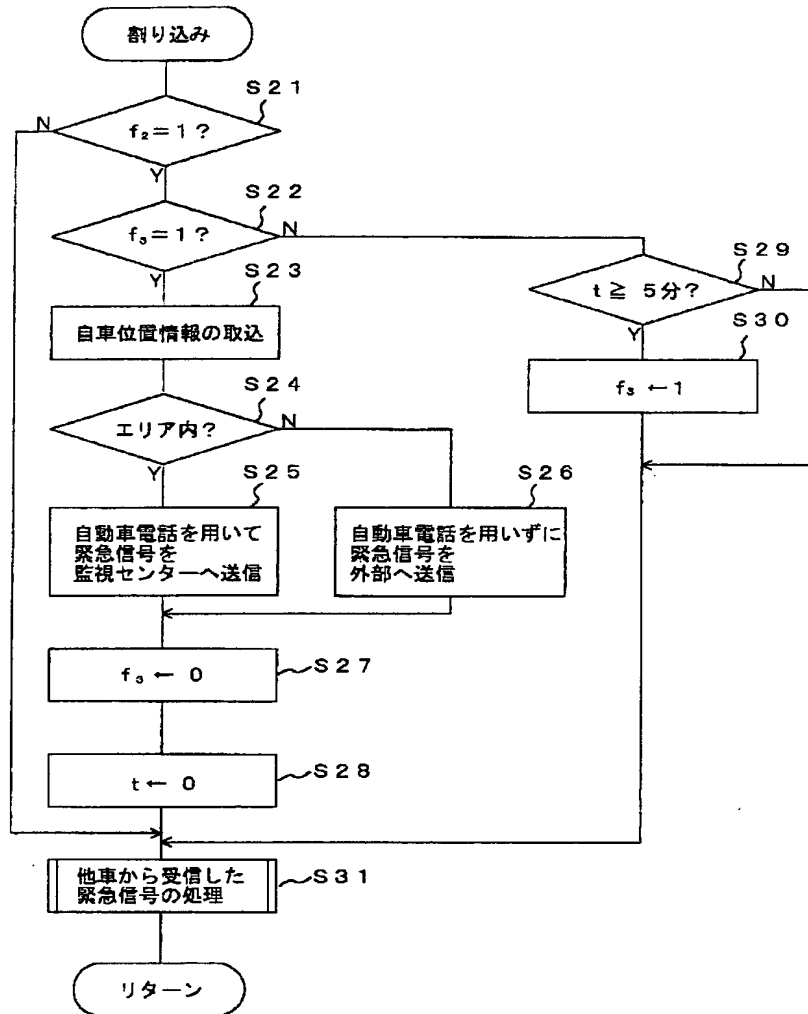 割り込み
S21
f₂=1?
N
Y
S22
f₃=1?
N
Y
S23
自車位置情報の取込
S24
エリア内?
N
Y
S25
自動車電話を用いて
緊急信号を
監視センターへ送信
S26
自動車電話を用いずに
緊急信号を
外部へ送信
S27
f₃ ← 0
S28
t ← 0
S29
t ≧ 5分?
N
Y
S30
f₃ ← 1
S31
他車から受信した
緊急信号の処理
リターン